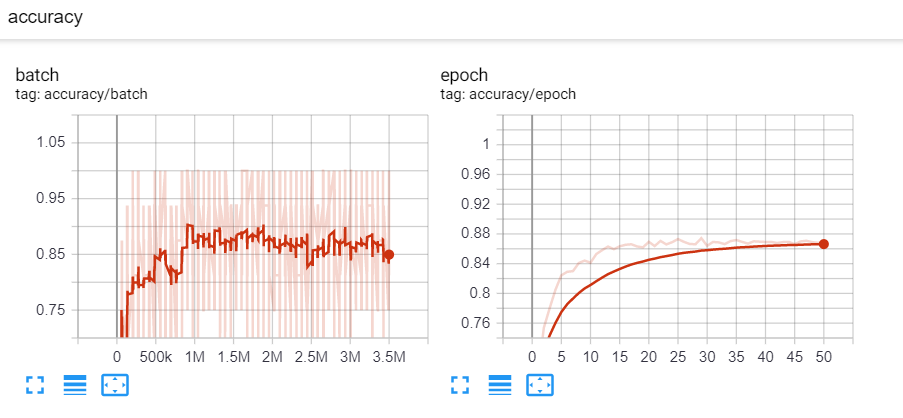 accuracy
batch
tag: accuracy/batch
1.05
0.95
0.85
0.75
0 500k 1M 1.5M 2M 2.5M 3M 3.5M
epoch
tag: accuracy/epoch
1
0.96
0.92
0.88
0.84
0.8
0.76
0 5 10 15 20 25 30 35 40 45 50